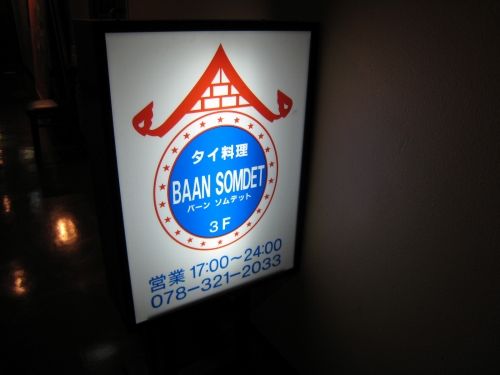 タイ料理
BAAN SOMDET
バーン ソムデット
3F
営業 17:00〜24:00
078-321-2033